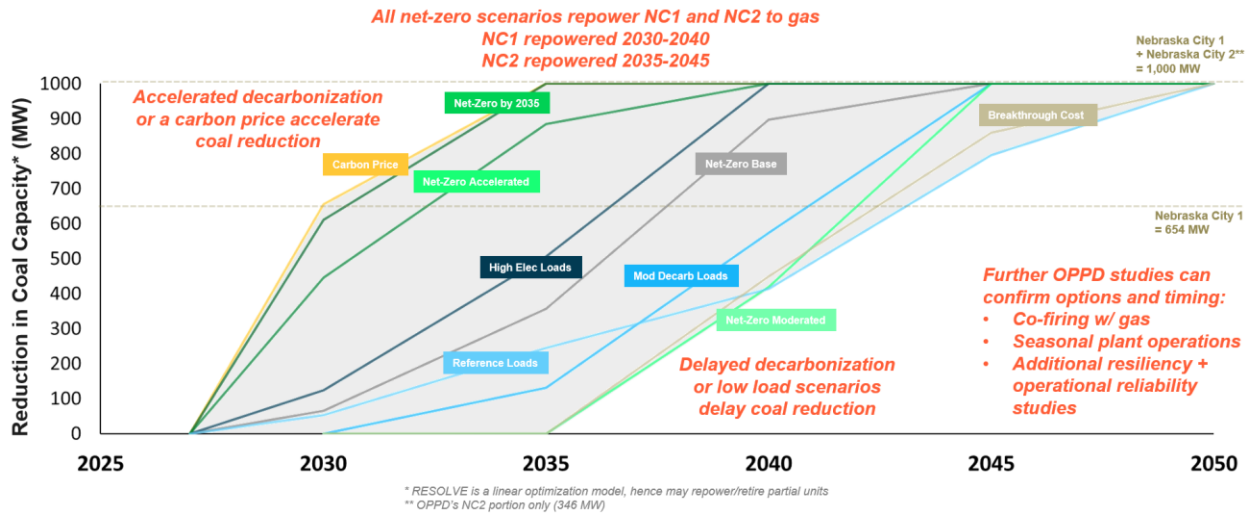 All net-zero scenarios repower NC1 and NC2 to gas
NC1 repowered 2030-2040
NC2 repowered 2035-2045
Nebraska City 1
+ Nebraska City 2**
= 1,000 MW
Accelerated decarbonization
or a carbon price accelerate
coal reduction
Reduction in Coal Capacity* (MW)
1000
900
800
700
600
500
400
300
200
100
0
Net-Zero by 2035
Carbon Price
Net-Zero Accelerated
Breakthrough Cost
Net-Zero Base
Nebraska City 1
= 654 MW
High Elec Loads
Mod Decarb Loads
Net-Zero Moderated
Reference Loads
Delayed decarbonization
or low load scenarios
delay coal reduction
Further OPPD studies can
confirm options and timing:
• Co-firing w/ gas
• Seasonal plant operations
• Additional resiliency +
operational reliability
studies
2025 2030 2035 2040 2045 2050
* RESOLVE is a linear optimization model, hence may repower/retire partial units
** OPPD's NC2 portion only (346 MW)